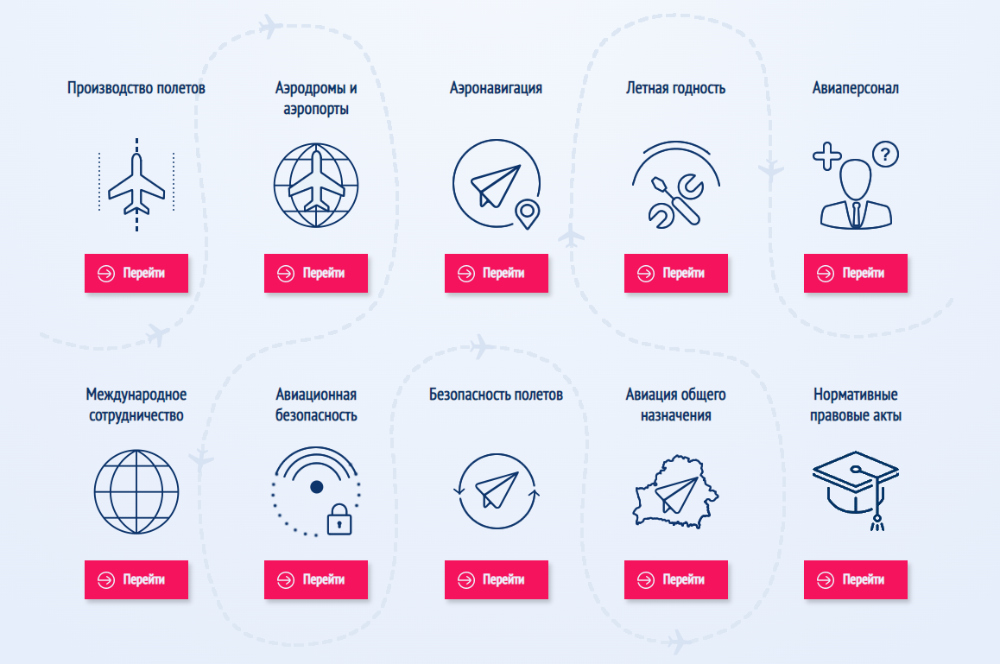 Производство полетов
Аэродромы и
аэропорты
Аэронавигация
Летная годность
Авиаперсонал
?
Перейти
Перейти
Перейти
Перейти
Перейти
Международное
сотрудничество
Авиационная
безопасность
Безопасность полетов
Авиация общего
назначения
Нормативные
правовые акты
Перейти
Перейти
Перейти
Перейти
Перейти